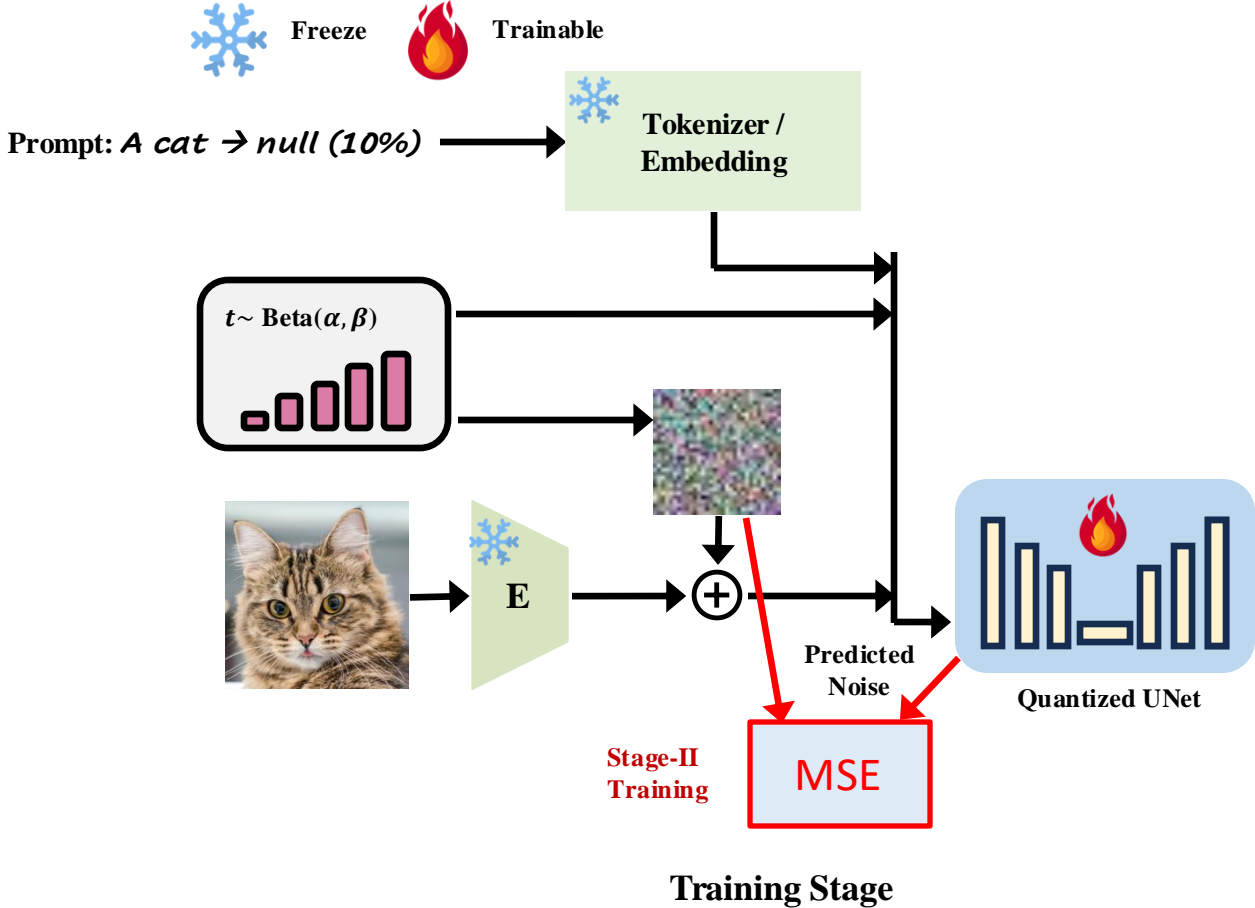 Freeze
Trainable
Prompt: A cat → null (10%)
Tokenizer /
Embedding
t~ Beta(α, β)
E
Predicted
Noise
Quantized UNet
Stage-II
Training
MSE
Training Stage